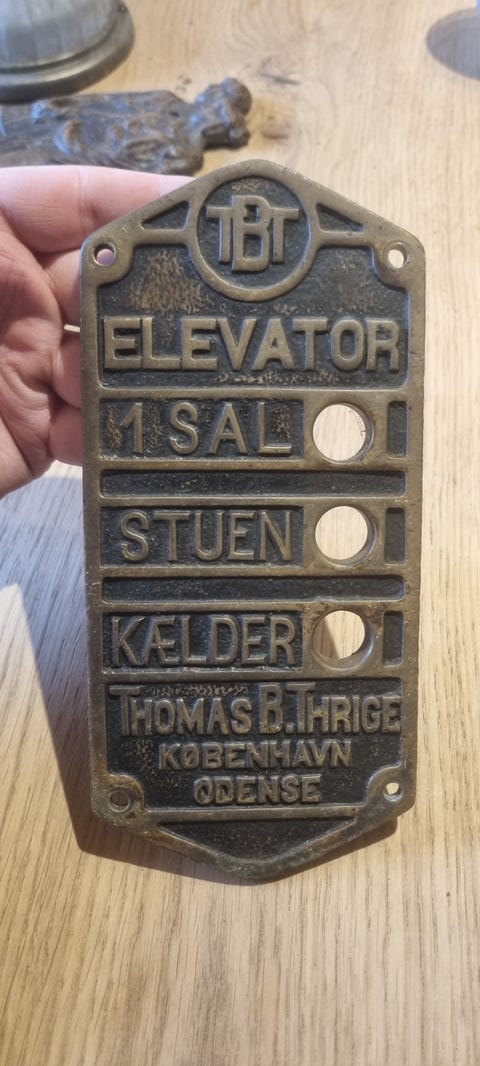 TBT
ELEVATOR
1 SAL
STUEN
KÆLDER
THOMAS B. THRIGE
KØBENHAVN
ODENSE